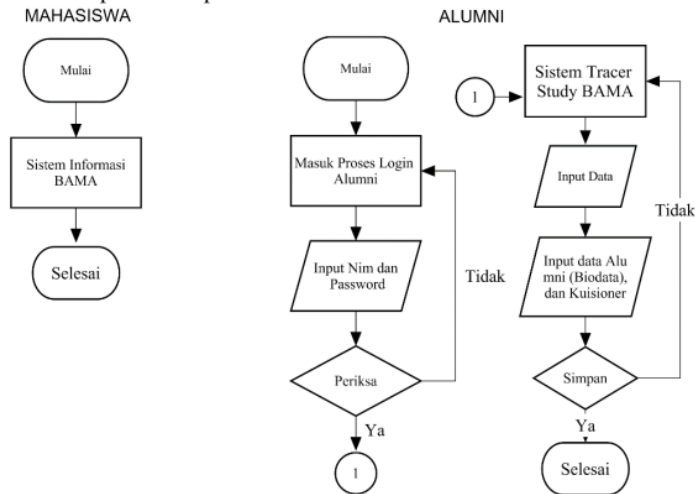 MAHASISWA
Mulai
Sistem Informasi
BAMA
Selesai
ALUMNI
Mulai
Masuk Proses Login
Alumni
Input Nim dan
Password
Tidak
Periksa
Ya
1
1
Sistem Tracer
Study BAMA
Input Data
Tidak
Input data Alu
mni (Biodata),
dan Kuisioner
Simpan
Ya
Selesai